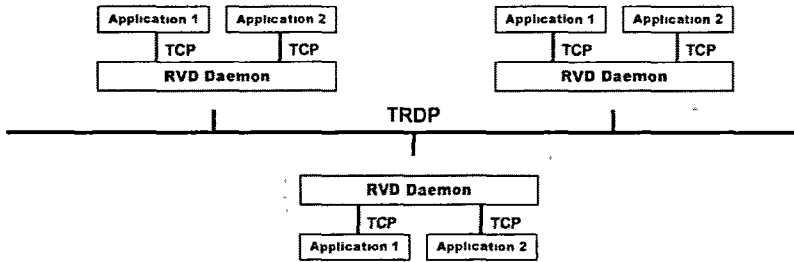 Application 1 Application 2 Application 1 Application 2
TCP TCP TCP TCP
RVD Daemon RVD Daemon
TRDP
RVD Daemon
TCP TCP
Application 1 Application 2